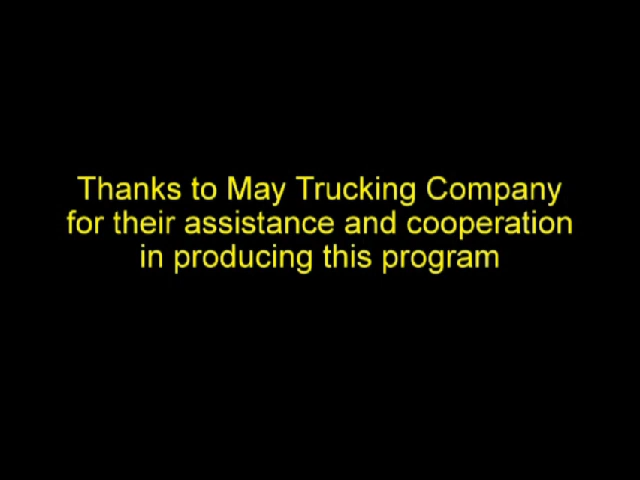 Thanks to May Trucking Company
for their assistance and cooperation
in producing this program